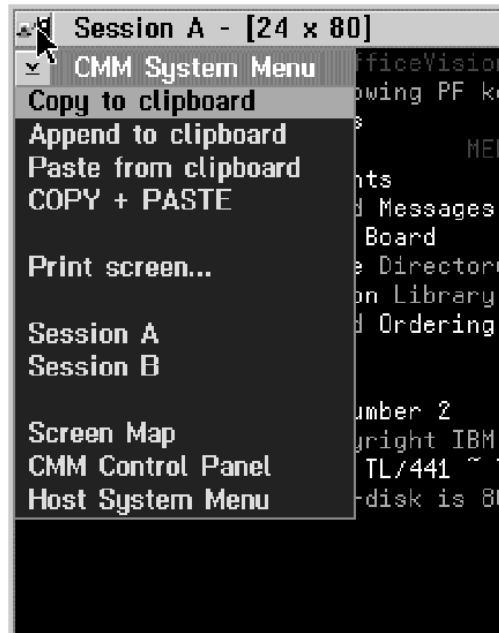 Session A - [24 x 80]
CMM System Menu
Copy to clipboard
Append to clipboard
Paste from clipboard
COPY + PASTE
Print screen...
Session A
Session B
Screen Map
CMM Control Panel
Host System Menu
fficeVisio
owing PF k
s
ME
nts
d Messages
Board
e Director
on Library
d Ordering
umber 2
yright IBM
TL/441 ~
-disk is 8